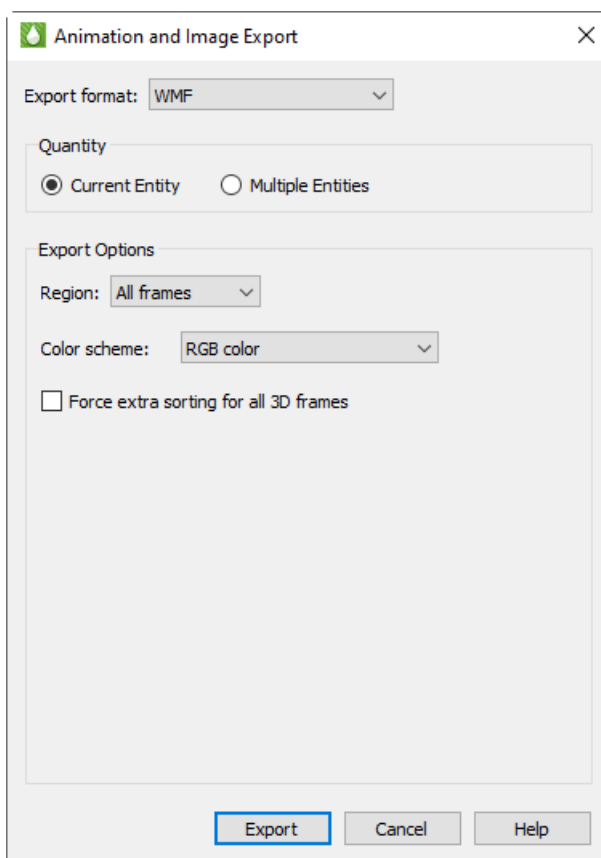 Animation and Image Export
Export format: WMF
Quantity
Current Entity Multiple Entities
Export Options
Region: All frames
Color scheme: RGB color
Force extra sorting for all 3D frames
Export Cancel Help